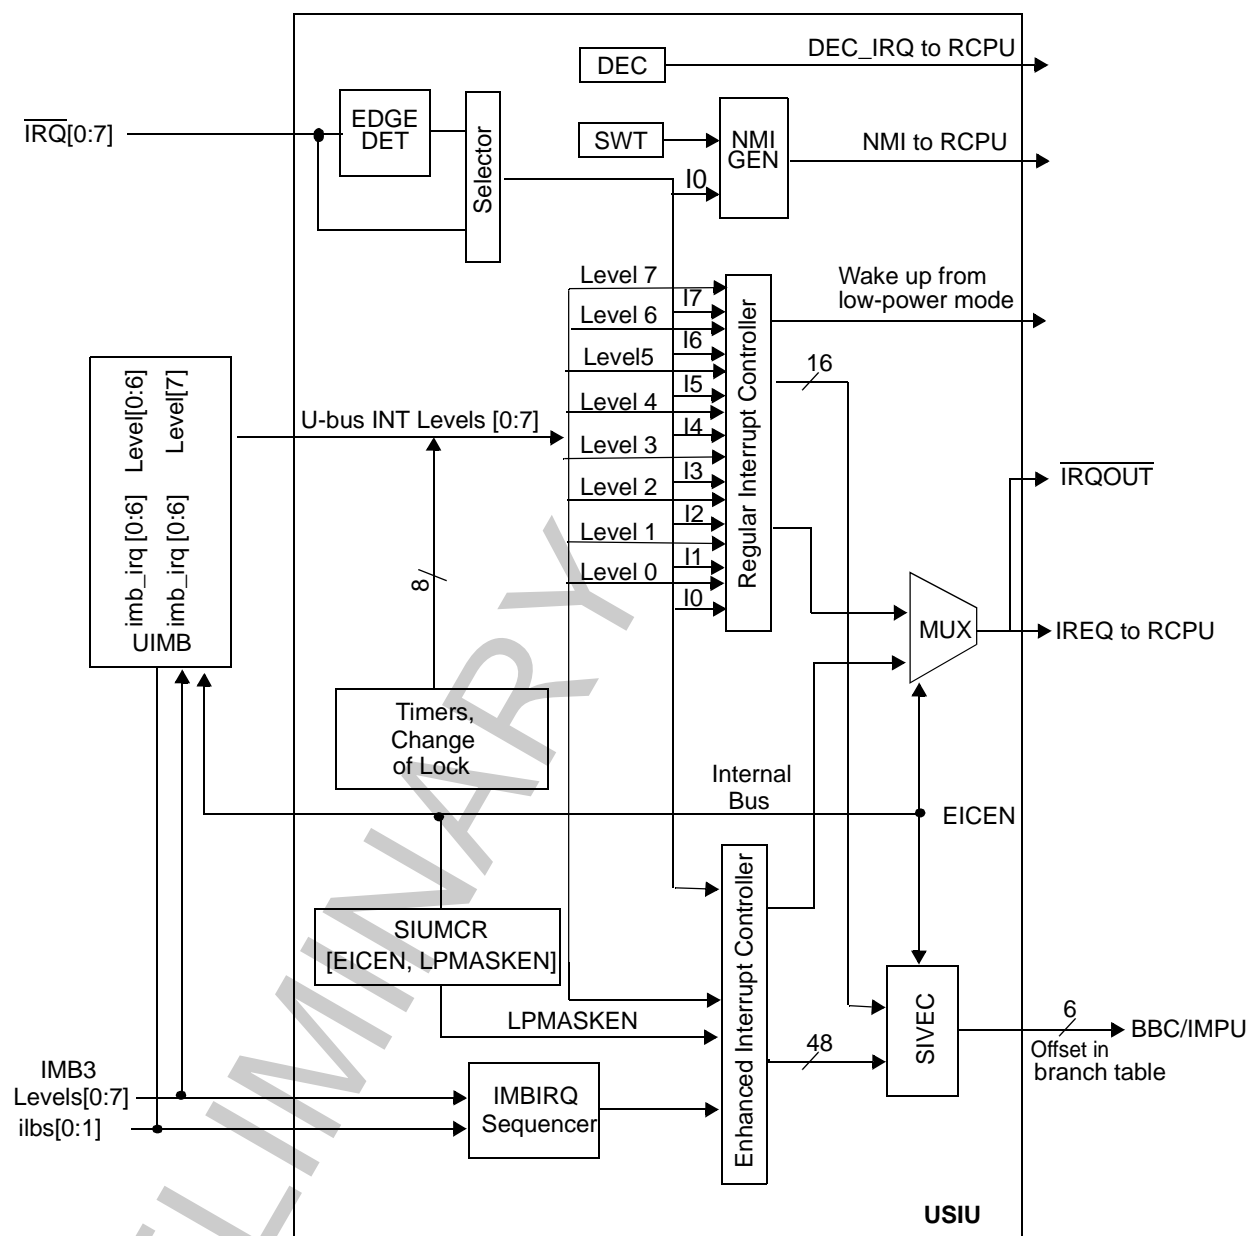 DEC
DEC_IRQ to RCPU
IRQ[0:7]
EDGE
DET
Selector
SWT
NMI
GEN
NMI to RCPU
I0
Level 7
I7
Level 6
I6
Level5
I5
Level 4
I4
Level 3
I3
Level 2
I2
Level 1
I1
Level 0
I0
Regular Interrupt Controller
Wake up from
low-power mode
16
Level[0:6]
Level[7]
imb_irq [0:6]
imb_irq [0:6]
UIMB
U-bus INT Levels [0:7]
8
IRQOUT
MUX
IREQ to RCPU
Timers,
Change
of Lock
Internal
Bus
EICEN
SIUMCR
[EICEN, LPMASKEN]
LPMASKEN
Enhanced Interrupt Controller
48
SIVEC
6
BBC/IMPU
Offset in
branch table
IMB3
Levels[0:7]
ilbs[0:1]
IMBIRQ
Sequencer
USIU
ELIMINARY